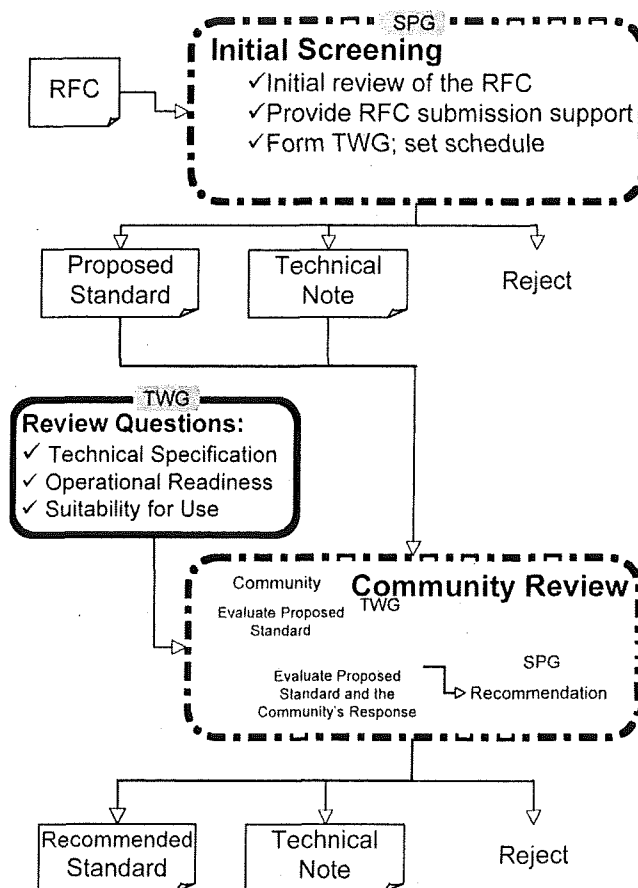 SPG
Initial Screening
✓Initial review of the RFC
✓Provide RFC submission support
✓Form TWG; set schedule
RFC
Proposed
Standard
Technical
Note
Reject
TWG
Review Questions:
✓ Technical Specification
✓ Operational Readiness
✓ Suitability for Use
Community Review
Community
TWG
Evaluate Proposed
Standard
SPG
Evaluate Proposed
Standard and the
Community's Response
Recommendation
Recommended
Standard
Technical
Note
Reject